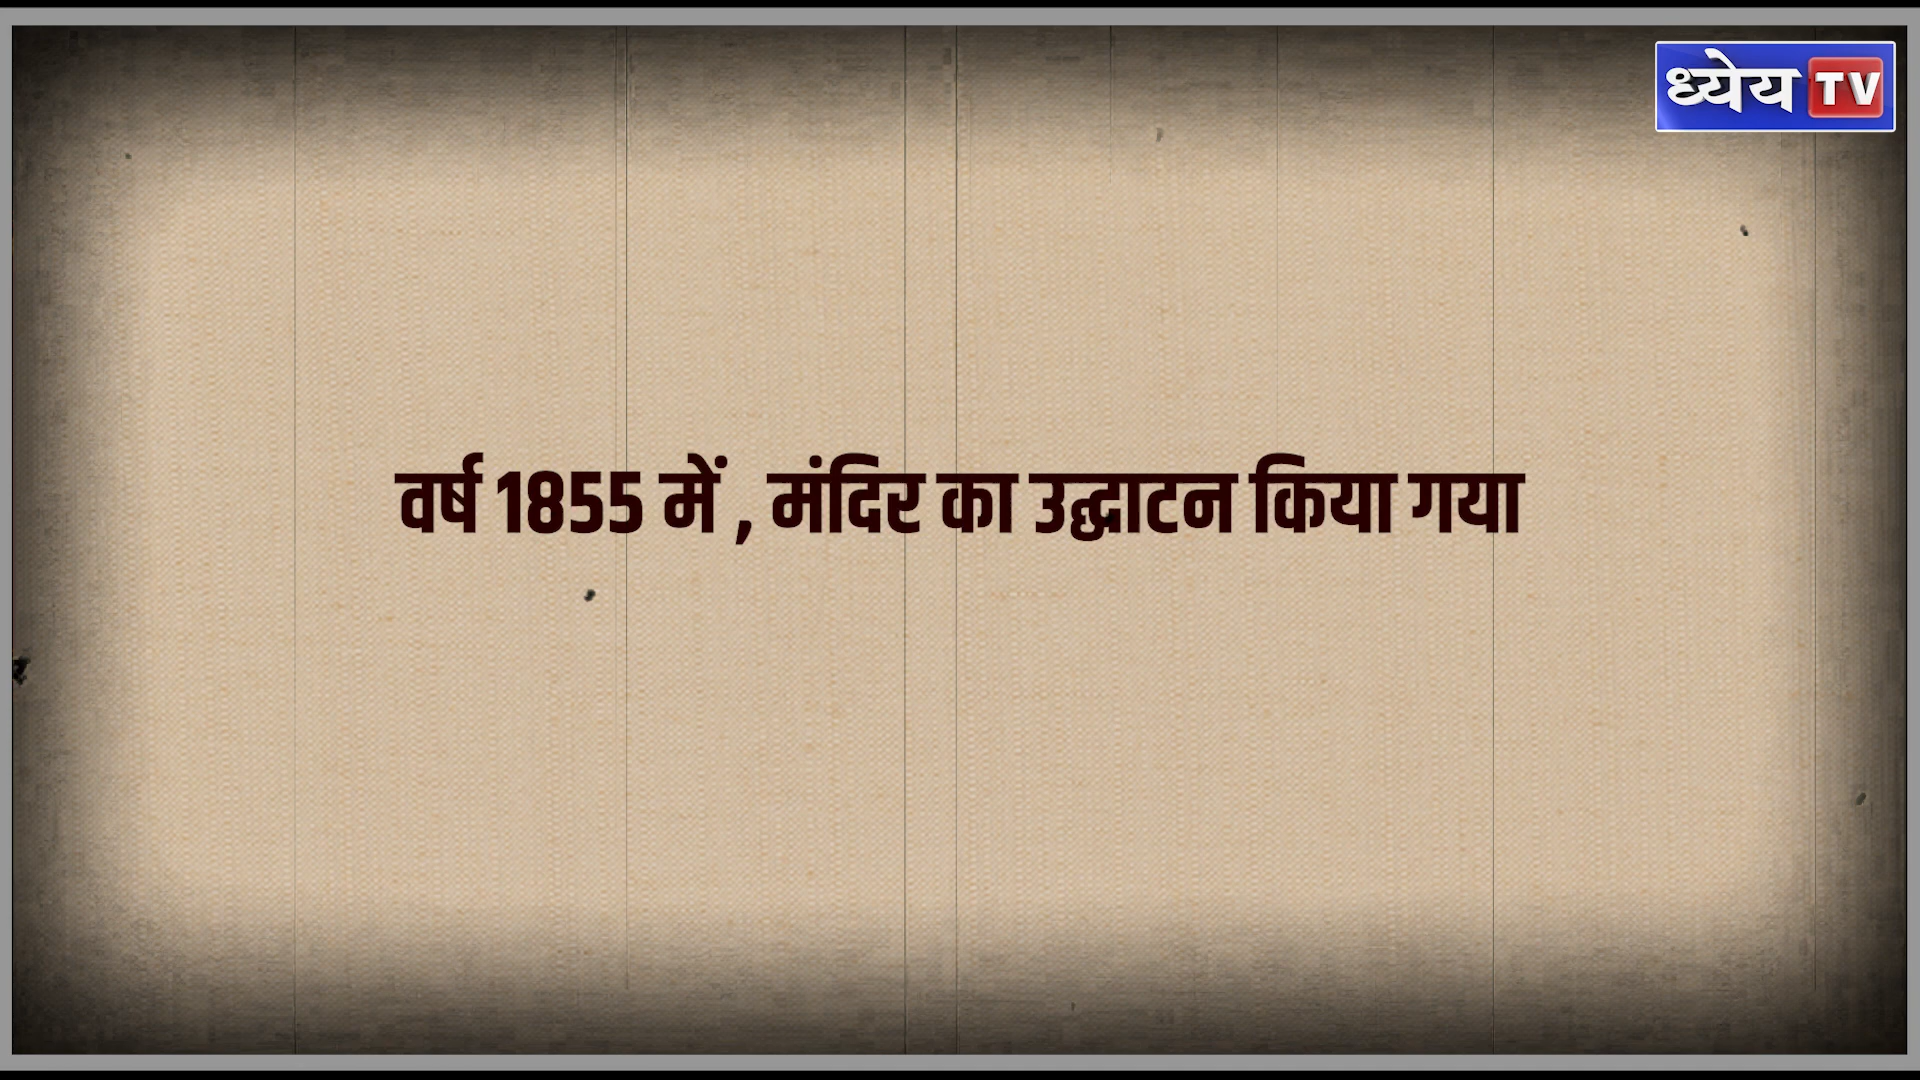 ध्येय TV
वर्ष 1855 में , मंदिर का उद्घाटन किया गया